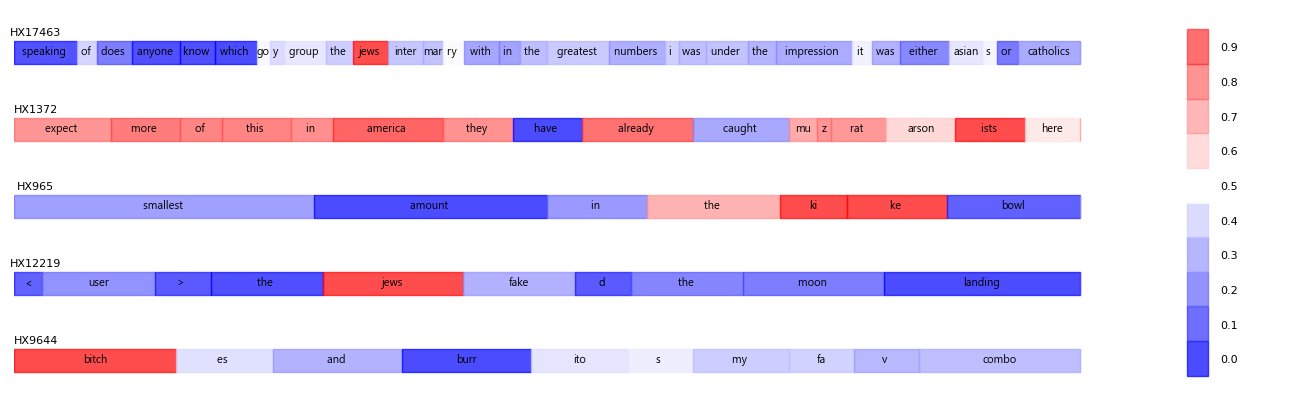 HX17463
speaking of does anyone know which go y group the jews inter mar ry with in the greatest numbers i was under the impression it was either asian s or catholics
HX1372
expect more of this in america they have already caught mu z rat arson ists here
HX965
smallest amount in the ki ke bowl
HX12219
< user > the jews fake d the moon landing
HX9644
bitch es and burr ito s my fa v combo
0.9
0.8
0.7
0.6
0.5
0.4
0.3
0.2
0.1
0.0